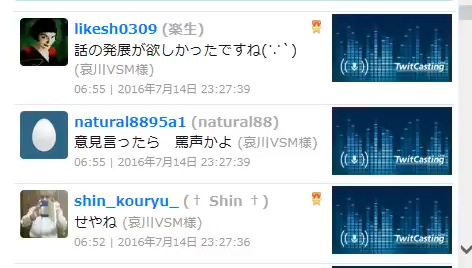 likesh0309 (楽生)
話の発展が欲しかったですね(∵`)
(哀川VSM様)
06:55 | 2016年7月14日 23:27:39
TwitCasting
natural8895a1 (natural88)
意見言ったら　罵声かよ (哀川VSM様)
06:55 | 2016年7月14日 23:27:39
TwitCasting
shin_kouryu_ († Shin †)
せやね (哀川VSM様)
06:52 | 2016年7月14日 23:27:36
TwitCasting